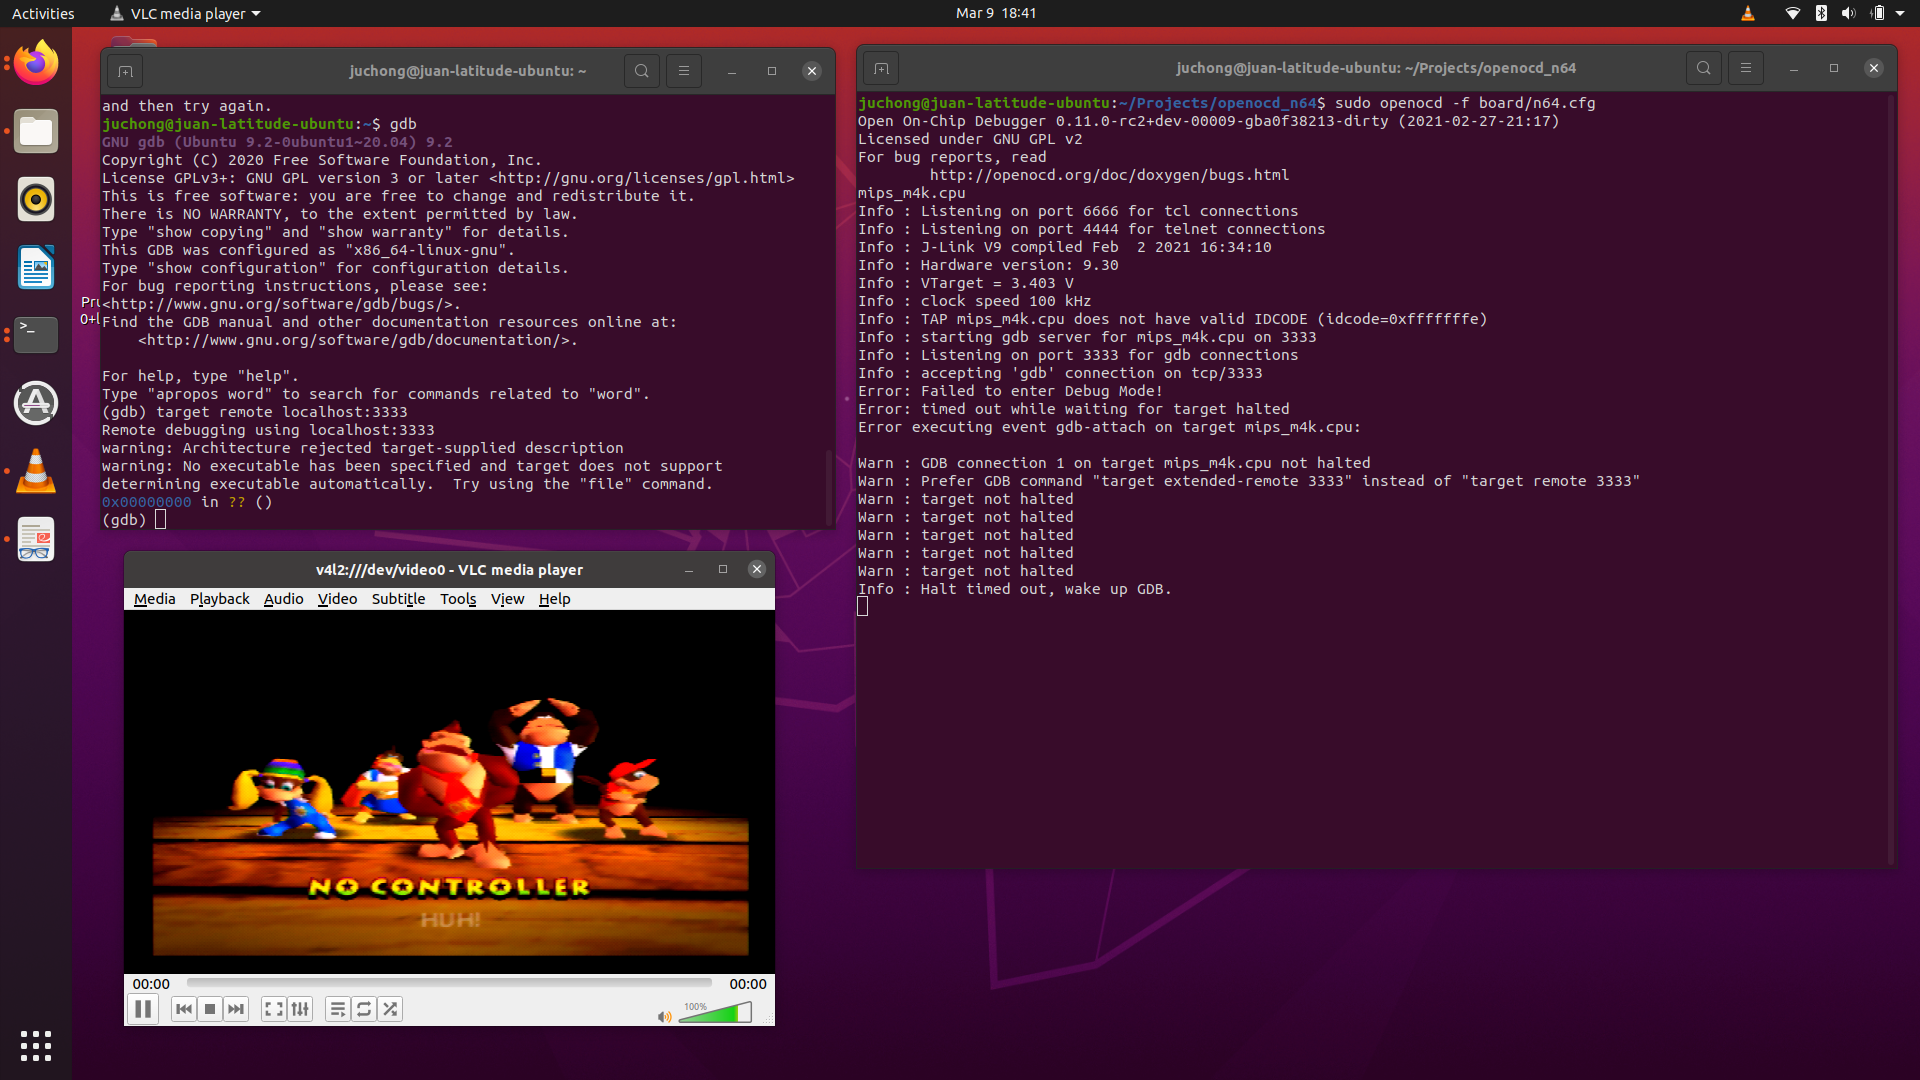 Activities
VLC media player
Mar 9 18:41
juchong@juan-latitude-ubuntu: ~
and then try again.
juchong@juan-latitude-ubuntu:~$ gdb
GNU gdb (Ubuntu 9.2-0ubuntu1~20.04) 9.2
Copyright (C) 2020 Free Software Foundation, Inc.
License GPLv3+: GNU GPL version 3 or later <http://gnu.org/licenses/gpl.html>
This is free software: you are free to change and redistribute it.
There is NO WARRANTY, to the extent permitted by law.
Type "show copying" and "show warranty" for details.
This GDB was configured as "x86_64-linux-gnu".
Type "show configuration" for configuration details.
For bug reporting instructions, please see:
<http://www.gnu.org/software/gdb/bugs/>.
Find the GDB manual and other documentation resources online at:
    <http://www.gnu.org/software/gdb/documentation/>.
For help, type "help".
Type "apropos word" to search for commands related to "word".
(gdb) target remote localhost:3333
Remote debugging using localhost:3333
warning: Architecture rejected target-supplied description
warning: No executable has been specified and target does not support
determining executable automatically.  Try using the "file" command.
0x00000000 in ?? ()
(gdb)
juchong@juan-latitude-ubuntu: ~/Projects/openocd_n64
juchong@juan-latitude-ubuntu:~/Projects/openocd_n64$ sudo openocd -f board/n64.cfg
Open On-Chip Debugger 0.11.0-rc2+dev-00009-gba0f38213-dirty (2021-02-27-21:17)
Licensed under GNU GPL v2
For bug reports, read
        http://openocd.org/doc/doxygen/bugs.html
mips_m4k.cpu
Info : Listening on port 6666 for tcl connections
Info : Listening on port 4444 for telnet connections
Info : J-Link V9 compiled Feb  2 2021 16:34:10
Info : Hardware version: 9.30
Info : VTarget = 3.403 V
Info : clock speed 100 kHz
Info : TAP mips_m4k.cpu does not have valid IDCODE (idcode=0xfffffffe)
Info : starting gdb server for mips_m4k.cpu on 3333
Info : Listening on port 3333 for gdb connections
Info : accepting 'gdb' connection on tcp/3333
Error: Failed to enter Debug Mode!
Error: timed out while waiting for target halted
Error executing event gdb-attach on target mips_m4k.cpu:
Warn : GDB connection 1 on target mips_m4k.cpu not halted
Warn : Prefer GDB command "target extended-remote 3333" instead of "target remote 3333"
Warn : target not halted
Warn : target not halted
Warn : target not halted
Warn : target not halted
Warn : target not halted
Info : Halt timed out, wake up GDB.
v4l2:///dev/video0 - VLC media player
Media Playback Audio Video Subtitle Tools View Help
NO CONTROLLER
HUH!
00:00
00:00
100%